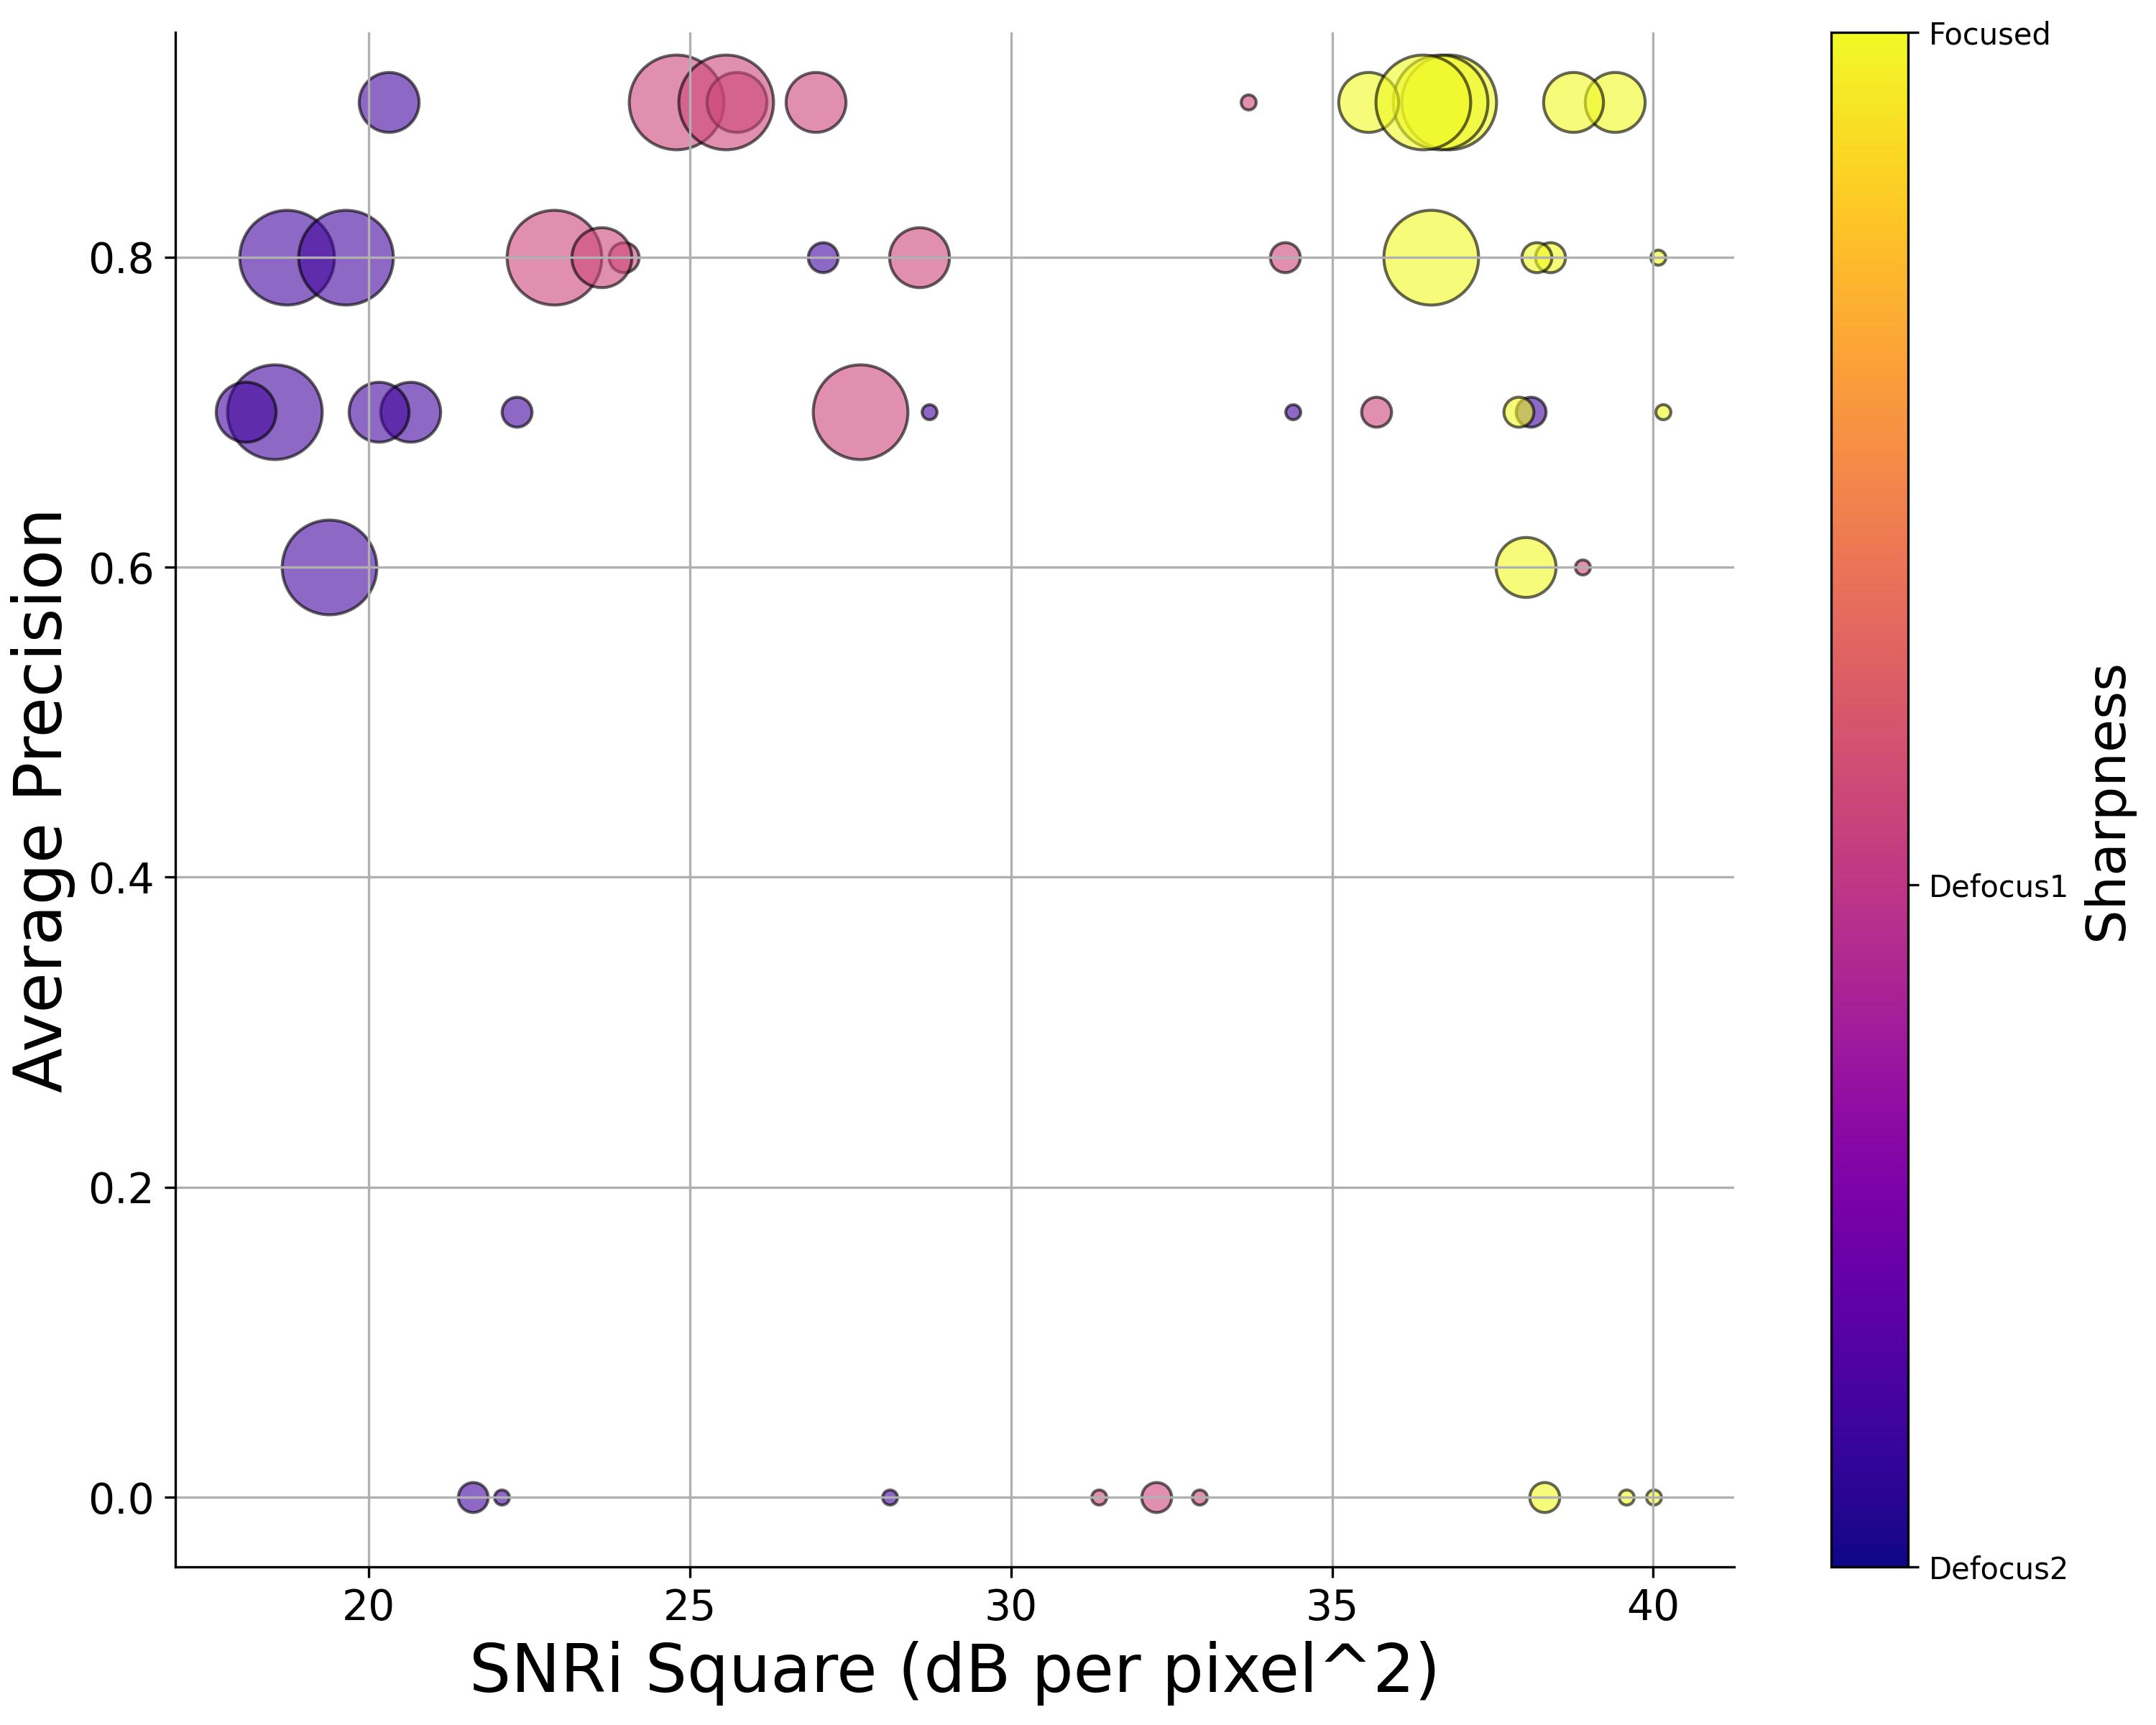 Average Precision
0.8
0.6
0.4
0.2
0.0
20 25 30 35 40
SNRi Square (dB per pixel^2)
Focused
Defocus1
Defocus2
Sharpness